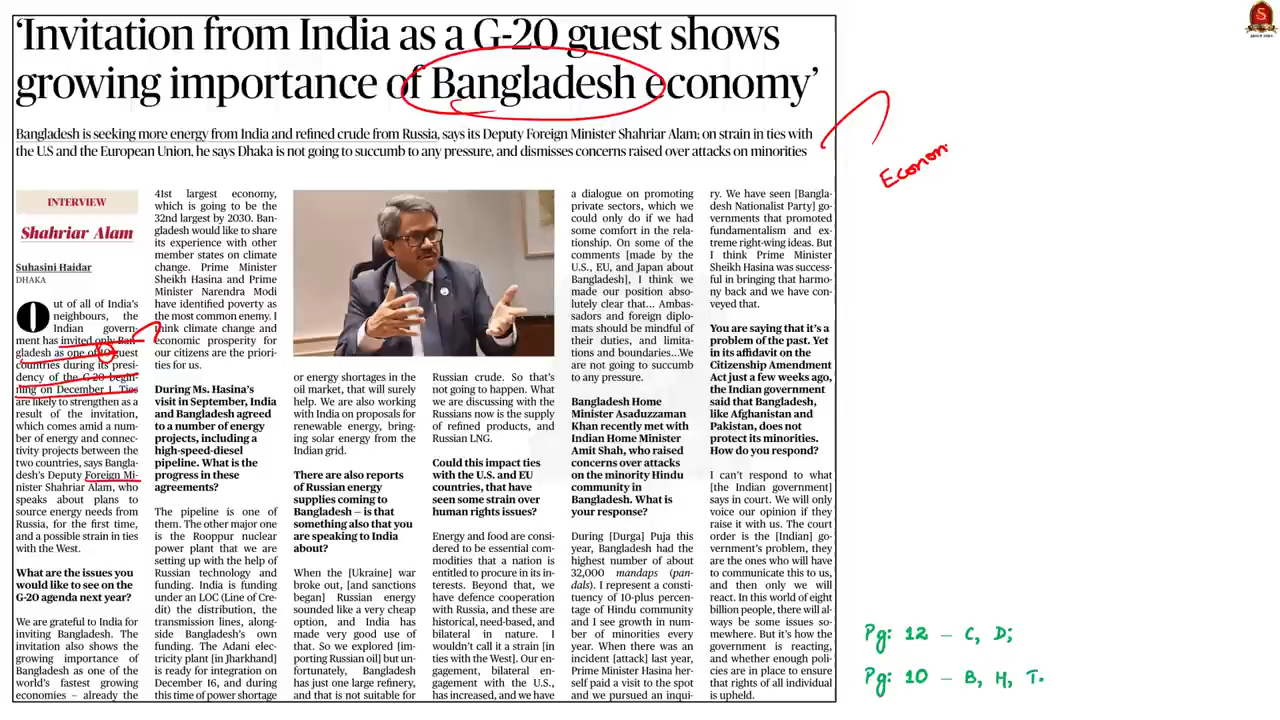 ‘Invitation from India as a G-20 guest shows
growing importance of Bangladesh economy’
Bangladesh is seeking more energy from India and refined crude from Russia, says its Deputy Foreign Minister Shahriar Alam; on strain in ties with
the U.S and the European Union, he says Dhaka is not going to succumb to any pressure, and dismisses concerns raised over attacks on minorities
INTERVIEW
Shahriar Alam
Suhasini Haidar
DHAKA
Out of all of India's
neighbours, the
Indian govern-
ment has invited only Ban-
gladesh as one of 10 guest
countries during its presi-
dency of the G-20 begin-
ning on December 1. Ties
are likely to strengthen as a
result of the invitation,
which comes amid a num-
ber of energy and connec-
tivity projects between the
two countries, says Bangla-
desh's Deputy Foreign Mi-
nister Shahriar Alam, who
speaks about plans to
source energy needs from
Russia, for the first time,
and a possible strain in ties
with the West.
What are the issues you
would like to see on the
G-20 agenda next year?
We are grateful to India for
inviting Bangladesh. The
invitation also shows the
growing importance of
Bangladesh as one of the
world's fastest growing
economies – already the
41st largest economy,
which is going to be the
32nd largest by 2030. Ban-
gladesh would like to share
its experience with other
member states on climate
change. Prime Minister
Sheikh Hasina and Prime
Minister Narendra Modi
have identified poverty as
the most common enemy. I
think climate change and
economic prosperity for
our citizens are the priori-
ties for us.
During Ms. Hasina's
visit in September, India
and Bangladesh agreed
to a number of energy
projects, including a
high-speed-diesel
pipeline. What is the
progress in these
agreements?
The pipeline is one of
them. The other major one
is the Rooppur nuclear
power plant that we are
setting up with the help of
Russian technology and
funding. India is funding
under an LOC (Line of Cre-
dit) the distribution, the
transmission lines, along-
side Bangladesh's own
funding. The Adani elec-
tricity plant [in Jharkhand]
is ready for integration on
December 16, and during
this time of power shortage
or energy shortages in the
oil market, that will surely
help. We are also working
with India on proposals for
renewable energy, bring-
ing solar energy from the
Indian grid.
There are also reports
of Russian energy
supplies coming to
Bangladesh – is that
something also that you
are speaking to India
about?
When the [Ukraine] war
broke out, [and sanctions
began] Russian energy
sounded like a very cheap
option, and India has
made very good use of
that. So we explored [im-
porting Russian oil] but un-
fortunately, Bangladesh
has just one large refinery,
and that is not suitable for
Russian crude. So that's
not going to happen. What
we are discussing with the
Russians now is the supply
of refined products, and
Russian LNG.
Could this impact ties
with the U.S. and EU
countries, that have
seen some strain over
human rights issues?
Energy and food are consi-
dered to be essential com-
modities that a nation is
entitled to procure in its in-
terests. Beyond that, we
have defence cooperation
with Russia, and these are
historical, need-based, and
bilateral in nature. I
wouldn't call it a strain [in
ties with the West]. Our en-
gagement, bilateral en-
gagement with the U.S.,
has increased, and we have
a dialogue on promoting
private sectors, which we
could only do if we had
some comfort in the rela-
tionship. On some of the
comments [made by the
U.S., EU, and Japan about
Bangladesh], I think we
made our position abso-
lutely clear that... Ambas-
sadors and foreign diplo-
mats should be mindful of
their duties, and limita-
tions and boundaries...We
are not going to succumb
to any pressure.
Bangladesh Home
Minister Asaduzzaman
Khan recently met with
Indian Home Minister
Amit Shah, who raised
concerns over attacks
on the minority Hindu
community in
Bangladesh. What is
your response?
During [Durga] Puja this
year, Bangladesh had the
highest number of about
32,000 mandaps (pan-
dals). I represent a consti-
tuency of 10-plus percen-
tage of Hindu community
and I see growth in num-
ber of minorities every
year. When there was an
incident [attack] last year,
Prime Minister Hasina her-
self paid a visit to the spot
and we pursued an inqui-
ry. We have seen [Bangla-
desh Nationalist Party] go-
vernments that promoted
fundamentalism and ex-
treme right-wing ideas. But
I think Prime Minister
Sheikh Hasina was success-
ful in bringing that harmo-
ny back and we have con-
veyed that.
You are saying that it's a
problem of the past. Yet
in its affidavit on the
Citizenship Amendment
Act just a few weeks ago,
the Indian government
said that Bangladesh,
like Afghanistan and
Pakistan, does not
protect its minorities.
How do you respond?
I can't respond to what
[the Indian government]
says in court. We will only
voice our opinion if they
raise it with us. The court
order is the [Indian] go-
vernment's problem, they
are the ones who will have
to communicate this to us,
and then only we will
react. In this world of eight
billion people, there will al-
ways be some issues so-
mewhere. But it's how the
government is reacting,
and whether enough poli-
cies are in place to ensure
that rights of all individual
is upheld.
Econom
Pg: 12 – C, D;
Pg: 10 – B, H, T.